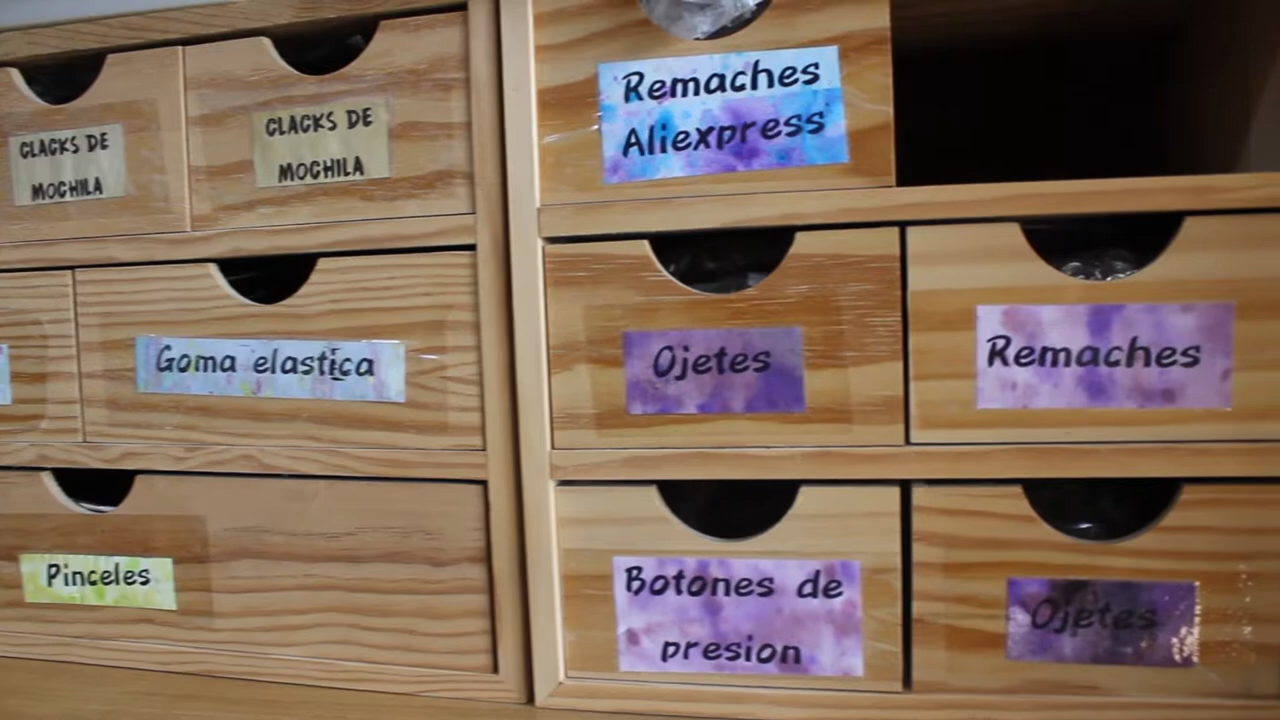 CLACKS DE
MOCHILA
CLACKS DE
MOCHILA
Goma elastica
Pinceles
Remaches
Aliexpress
Ojetes
Remaches
Botones de
presion
Ojetes